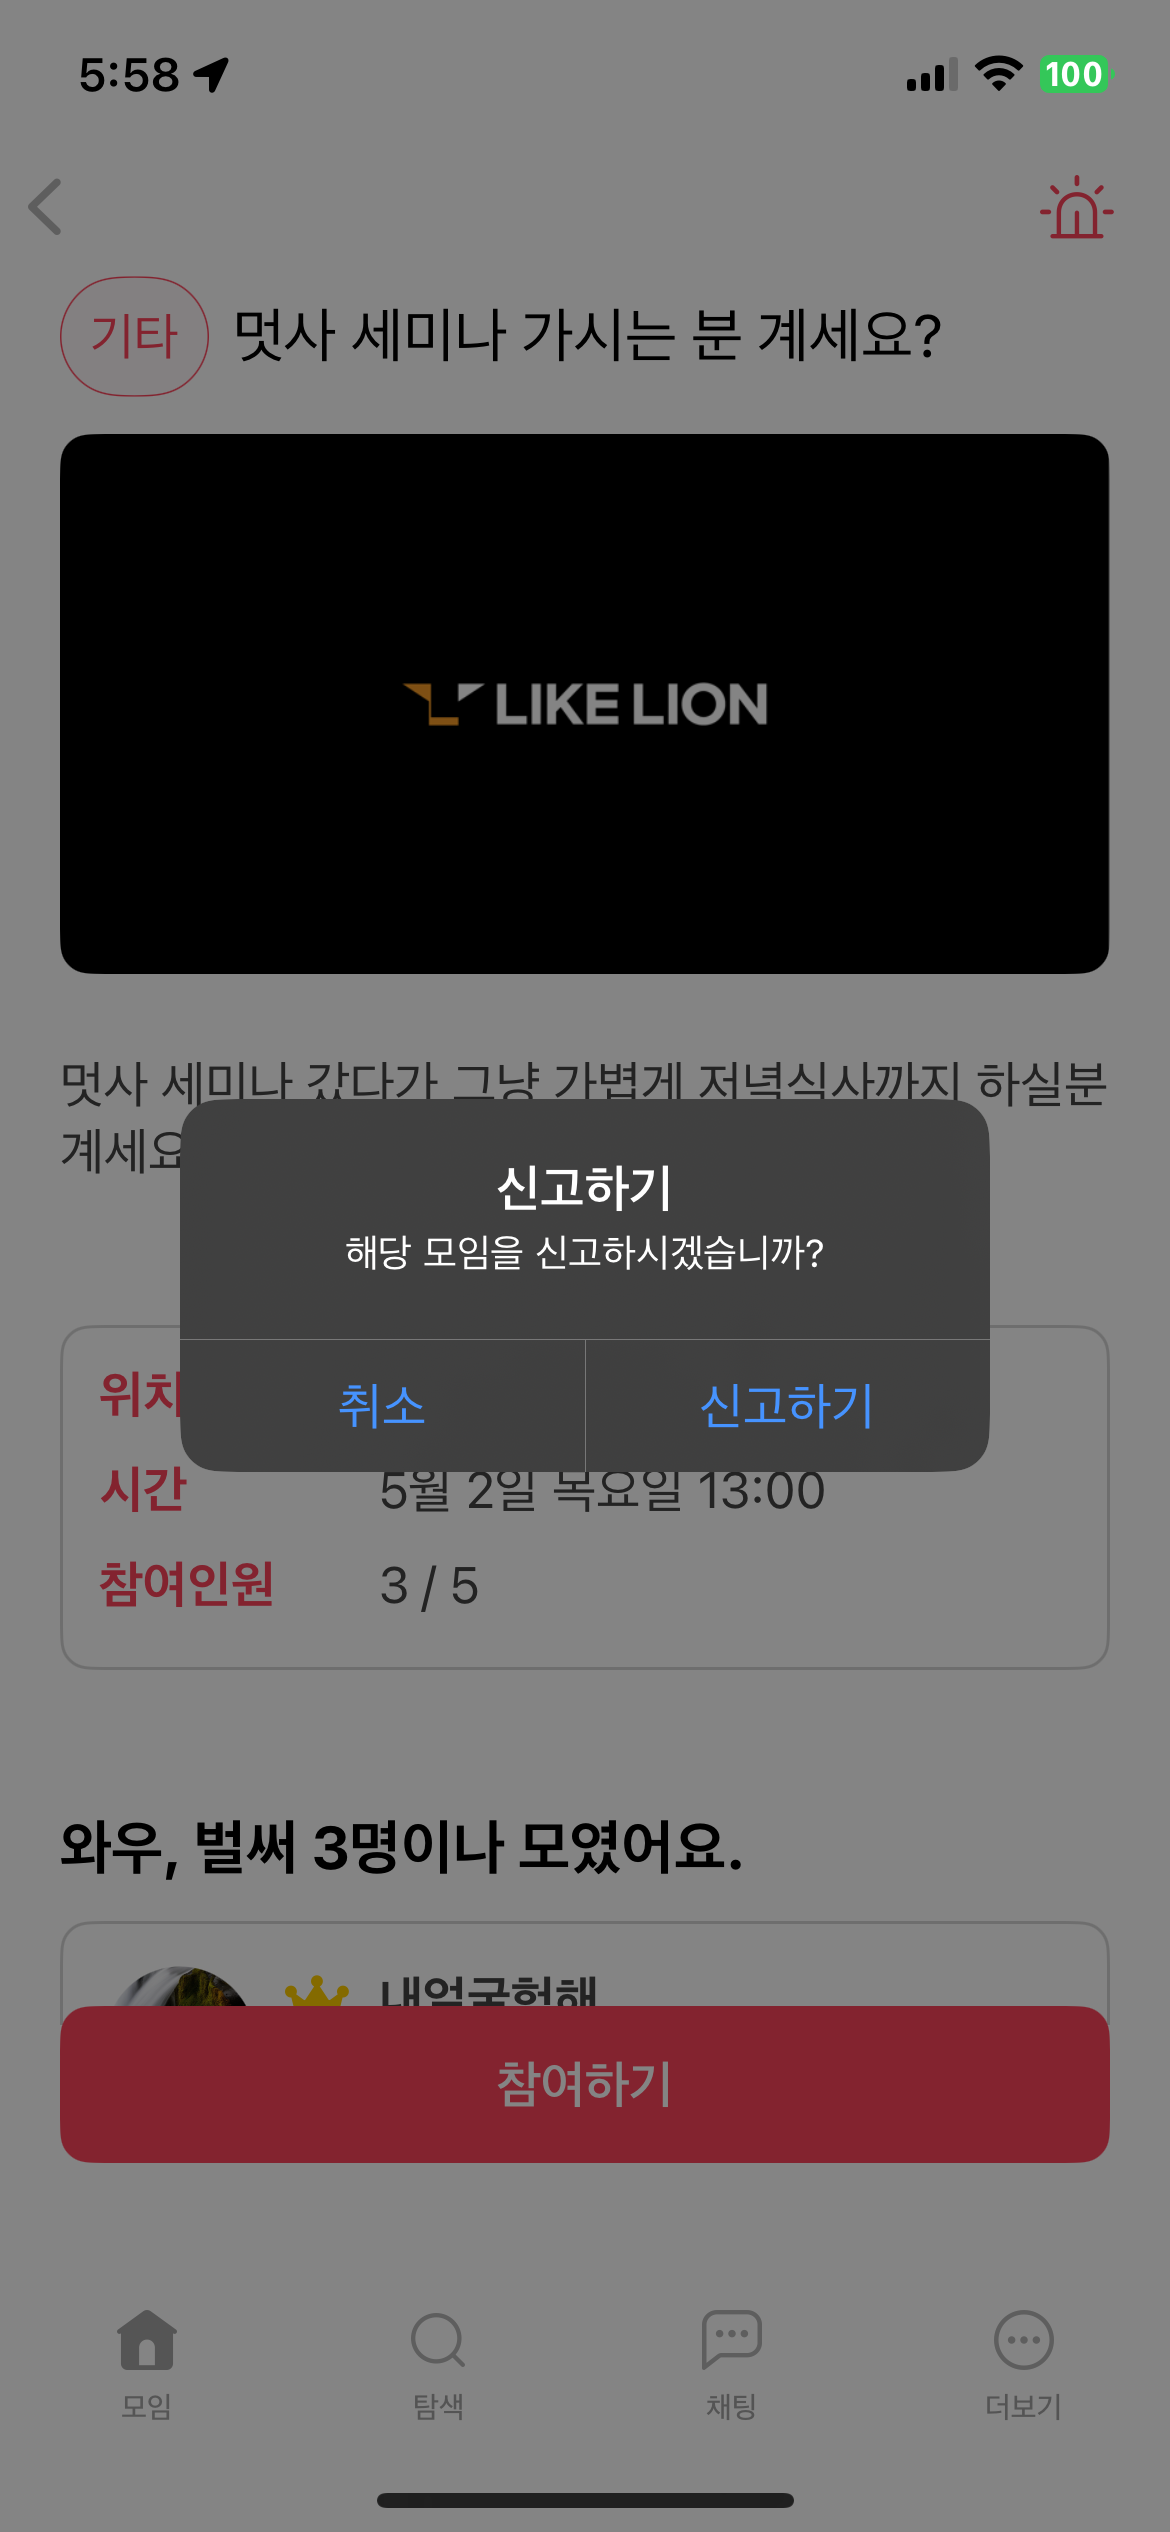 5:58
100
기타
멋사 세미나 가시는 분 계세요?
LIKE LION
멋사 세미나 갔다가 그냥 가볍게 저녁식사까지 하실분
계세요
신고하기
해당 모임을 신고하시겠습니까?
취소
신고하기
위치
시간
5월 2일 목요일 13:00
참여인원
3 / 5
와우, 벌써 3명이나 모였어요.
참여하기
모임
탐색
채팅
더보기